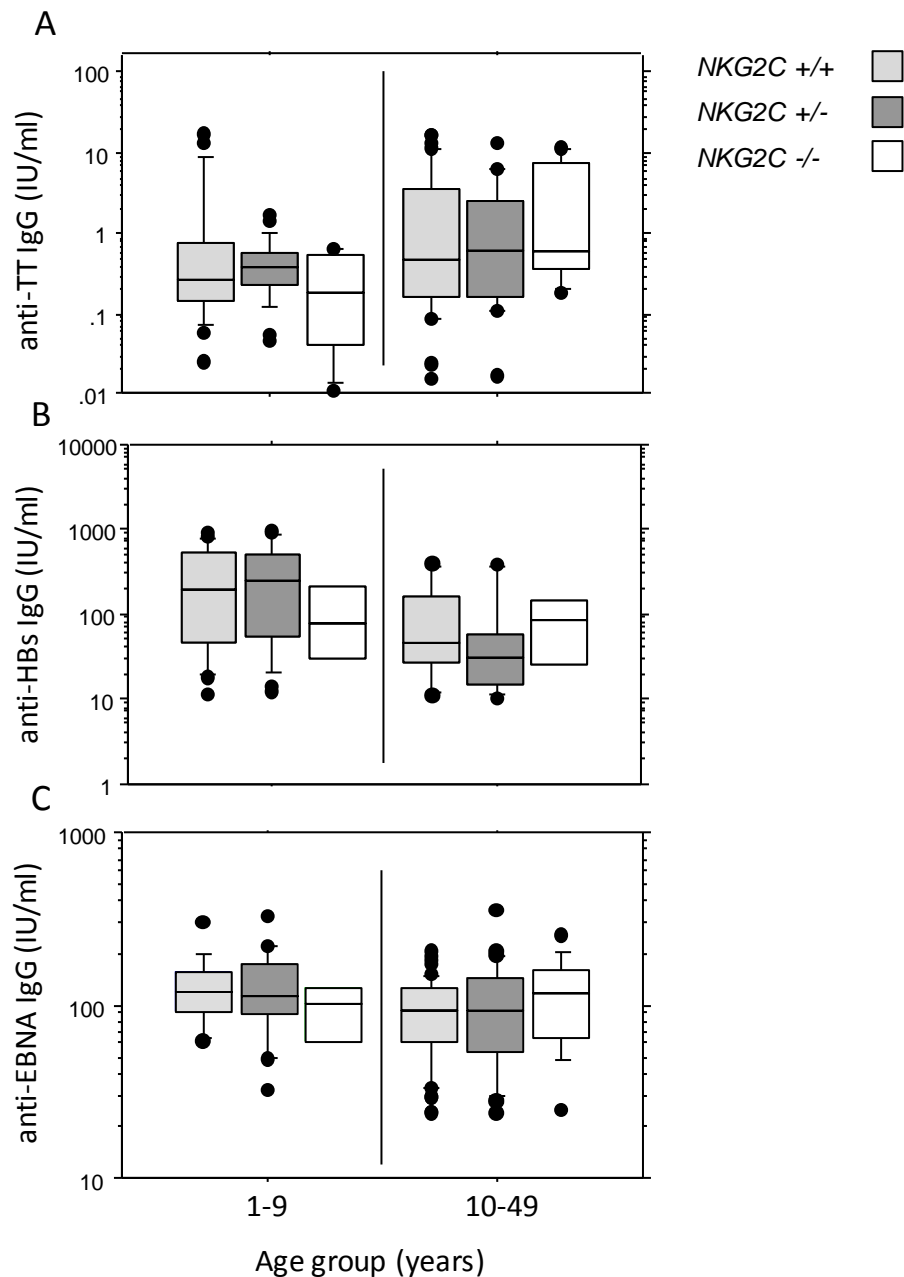 A
NKG2C +/+
NKG2C +/-
NKG2C -/-
anti-TT IgG (IU/ml)
100
10
1
.1
.01
B
anti-HBs IgG (IU/ml)
10000
1000
100
10
1
C
anti-EBNA IgG (IU/ml)
1000
100
10
1-9
10-49
Age group (years)